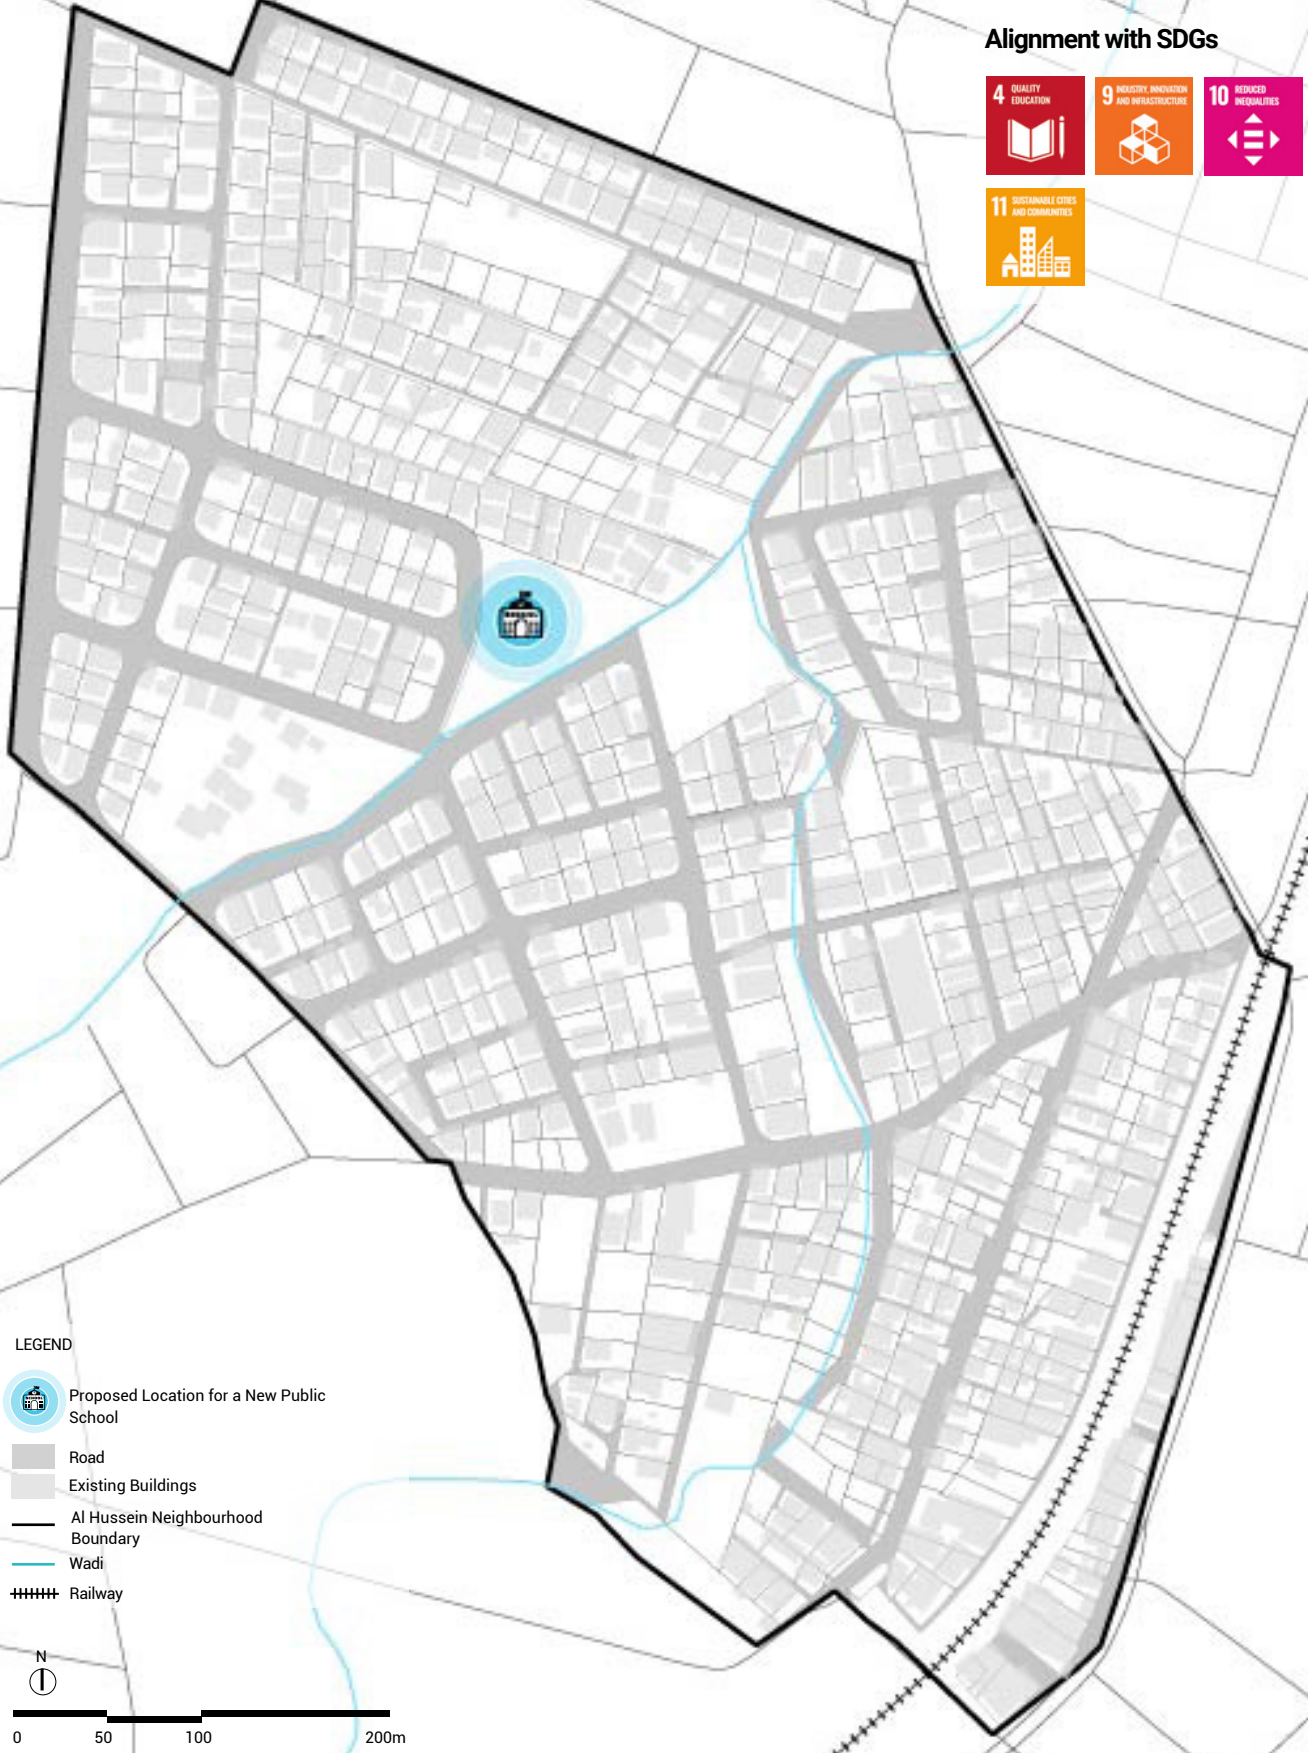 Alignment with SDGs
4 QUALITY
EDUCATION
9 INDUSTRY, INNOVATION
AND INFRASTRUCTURE
10 REDUCED
INEQUALITIES
11 SUSTAINABLE CITIES
AND COMMUNITIES
LEGEND
Proposed Location for a New Public
School
Road
Existing Buildings
Al Hussein Neighbourhood
Boundary
Wadi
Railway
N
0 50 100 200m